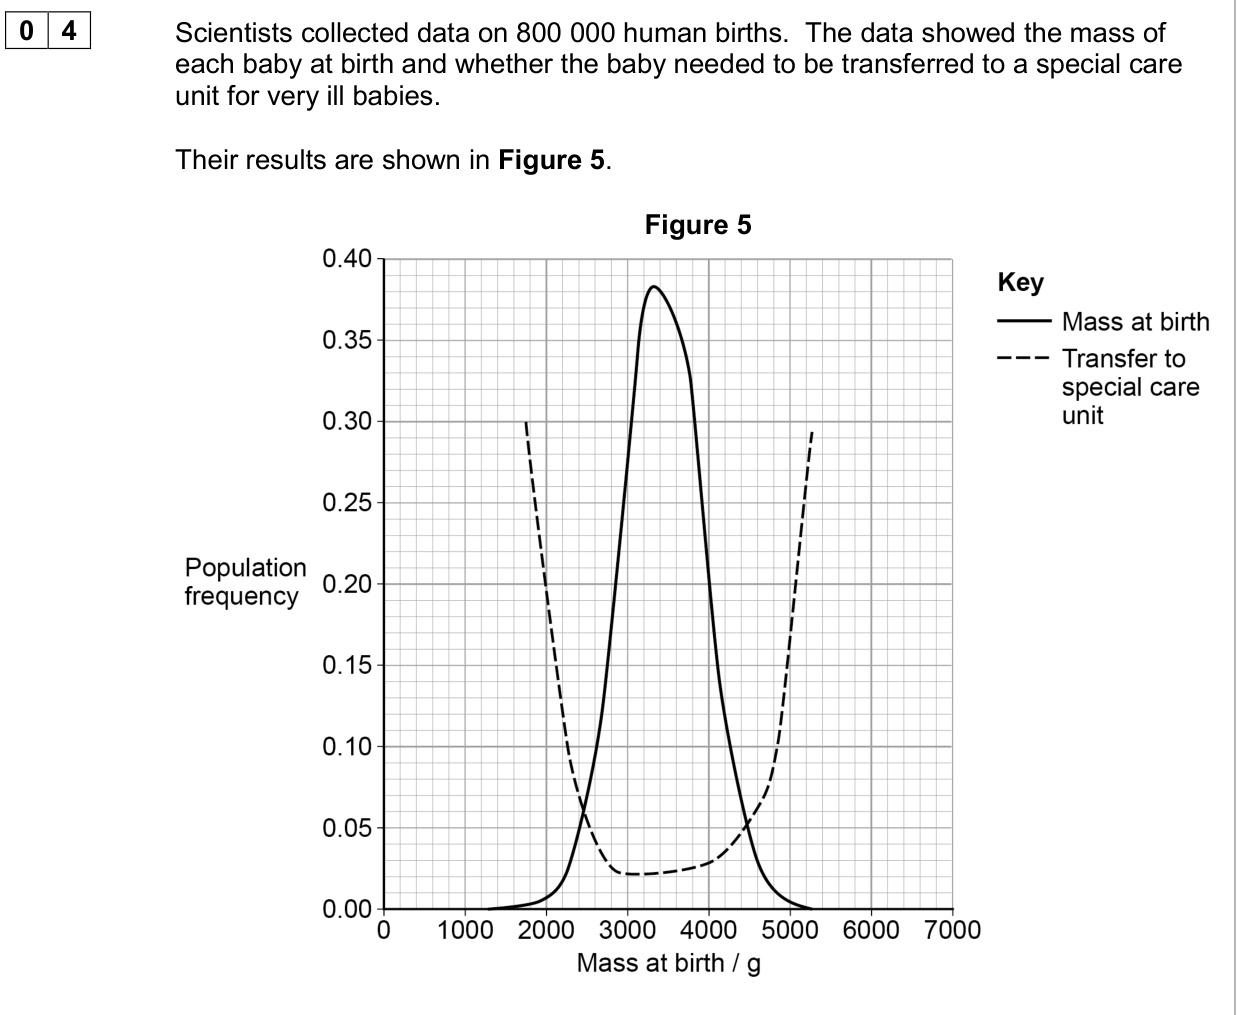 0 4
Scientists collected data on 800 000 human births. The data showed the mass of
each baby at birth and whether the baby needed to be transferred to a special care
unit for very ill babies.
Their results are shown in Figure 5.
Figure 5
0.40
0.35
0.30
0.25
0.20
0.15
0.10
0.05
0.00
Population
frequency
0 1000 2000 3000 4000 5000 6000 7000
Mass at birth / g
Key
Mass at birth
Transfer to
special care
unit